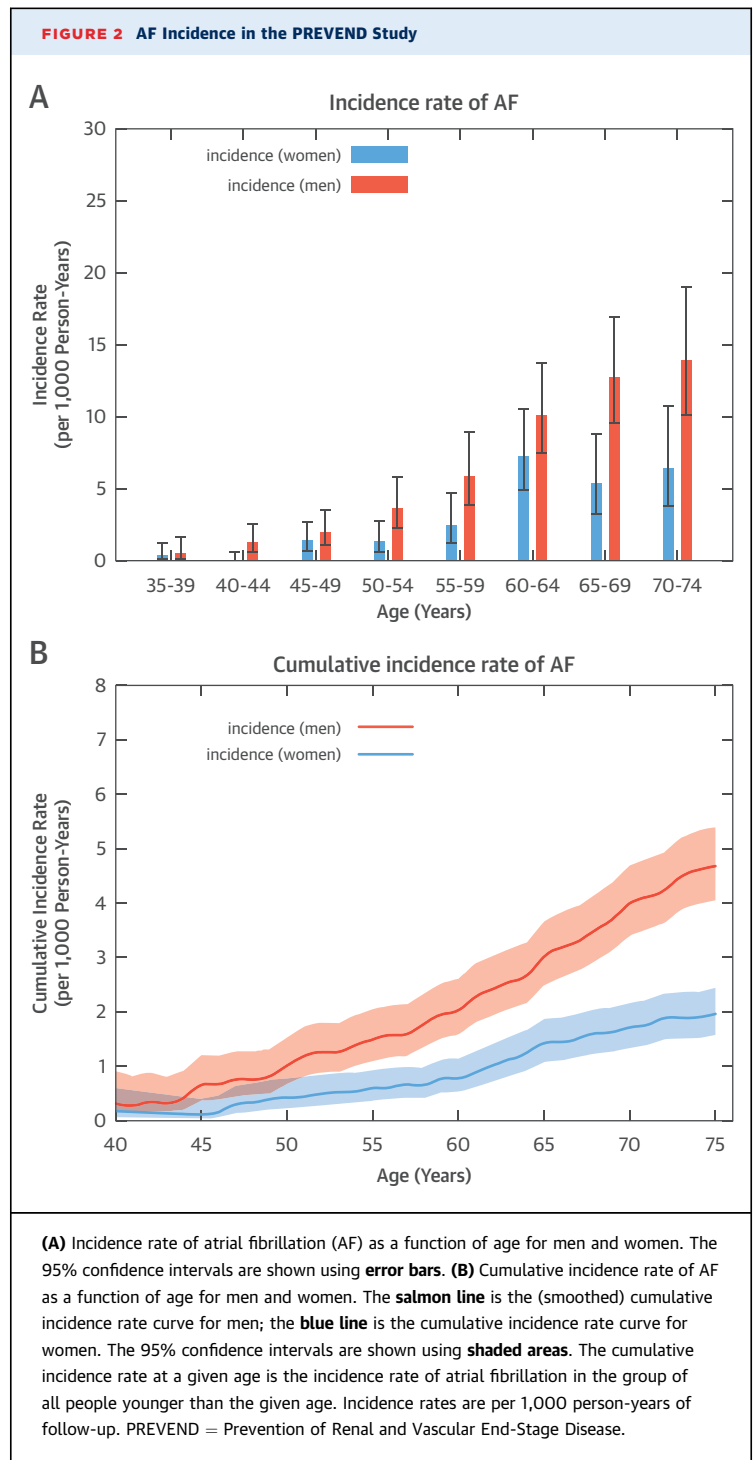 FIGURE 2 AF Incidence in the PREVEND Study
A
Incidence rate of AF
30
25
20
15
10
5
0
Incidence Rate
(per 1,000 Person-Years)
incidence (women)
incidence (men)
35-39 40-44 45-49 50-54 55-59 60-64 65-69 70-74
Age (Years)
B
Cumulative incidence rate of AF
8
7
6
5
4
3
2
1
0
Cumulative Incidence Rate
(per 1,000 Person-Years)
incidence (men)
incidence (women)
40 45 50 55 60 65 70 75
Age (Years)
(A) Incidence rate of atrial fibrillation (AF) as a function of age for men and women. The
95% confidence intervals are shown using error bars. (B) Cumulative incidence rate of AF
as a function of age for men and women. The salmon line is the (smoothed) cumulative
incidence rate curve for men; the blue line is the cumulative incidence rate curve for
women. The 95% confidence intervals are shown using shaded areas. The cumulative
incidence rate at a given age is the incidence rate of atrial fibrillation in the group of
all people younger than the given age. Incidence rates are per 1,000 person-years of
follow-up. PREVEND = Prevention of Renal and Vascular End-Stage Disease.